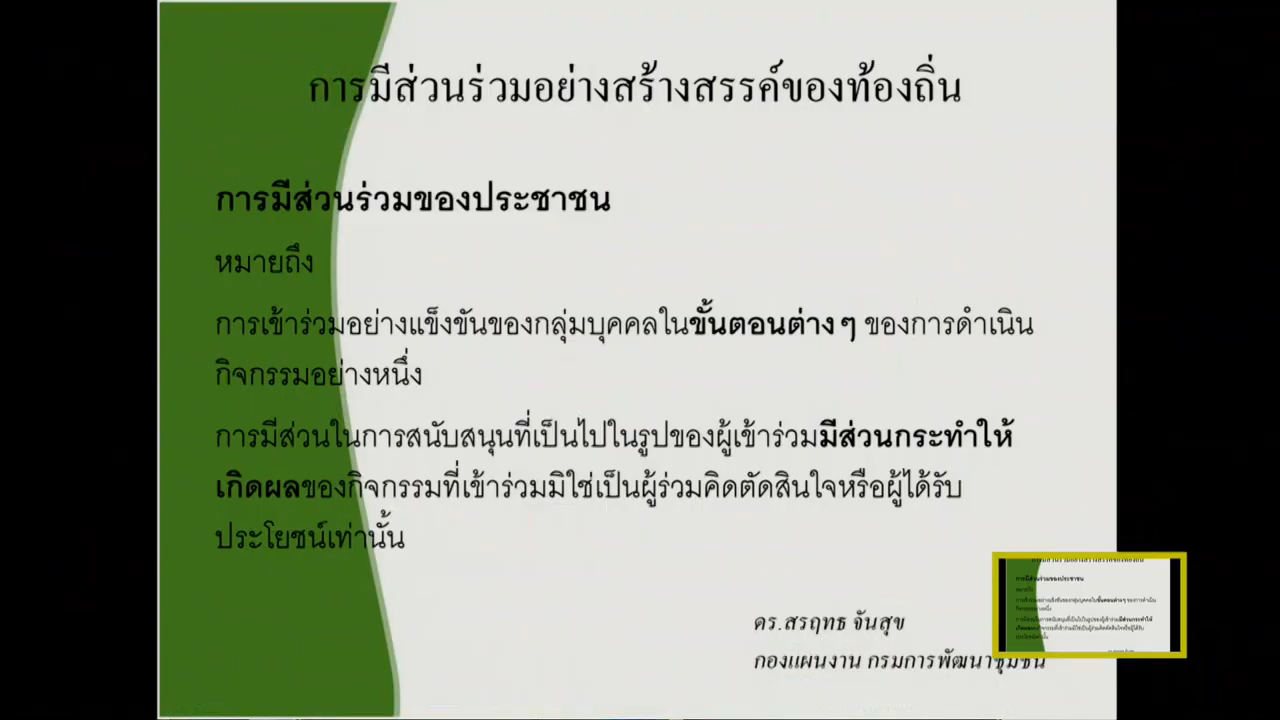 การมีส่วนร่วมอย่างสร้างสรรค์ของท้องถิ่น
การมีส่วนร่วมของประชาชน
หมายถึง
การเข้าร่วมอย่างแข็งขันของกลุ่มบุคคลในขั้นตอนต่างๆ ของการดำเนิน
กิจกรรมอย่างหนึ่ง
การมีส่วนในการสนับสนุนที่เป็นไปในรูปของผู้เข้าร่วมมีส่วนกระทำให้
เกิดผลของกิจกรรมที่เข้าร่วมมิใช่เป็นผู้ร่วมคิดตัดสินใจหรือผู้ได้รับ
ประโยชน์เท่านั้น
ดร.สรฤทธ จันสุข
กองแผนงาน กรมการพัฒนาชุมชน